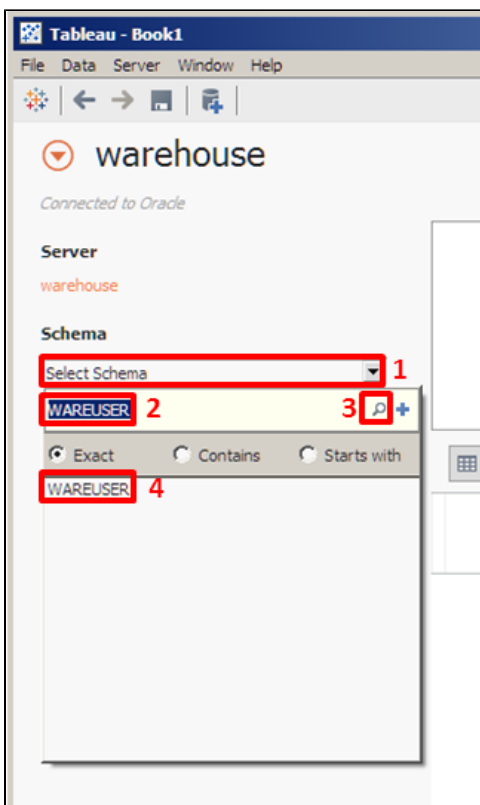 Tableau - Book1
File Data Server Window Help
warehouse
Connected to Oracle
Server
warehouse
Schema
Select Schema 1
WAREUSER 2 3
Exact Contains Starts with
WAREUSER 4